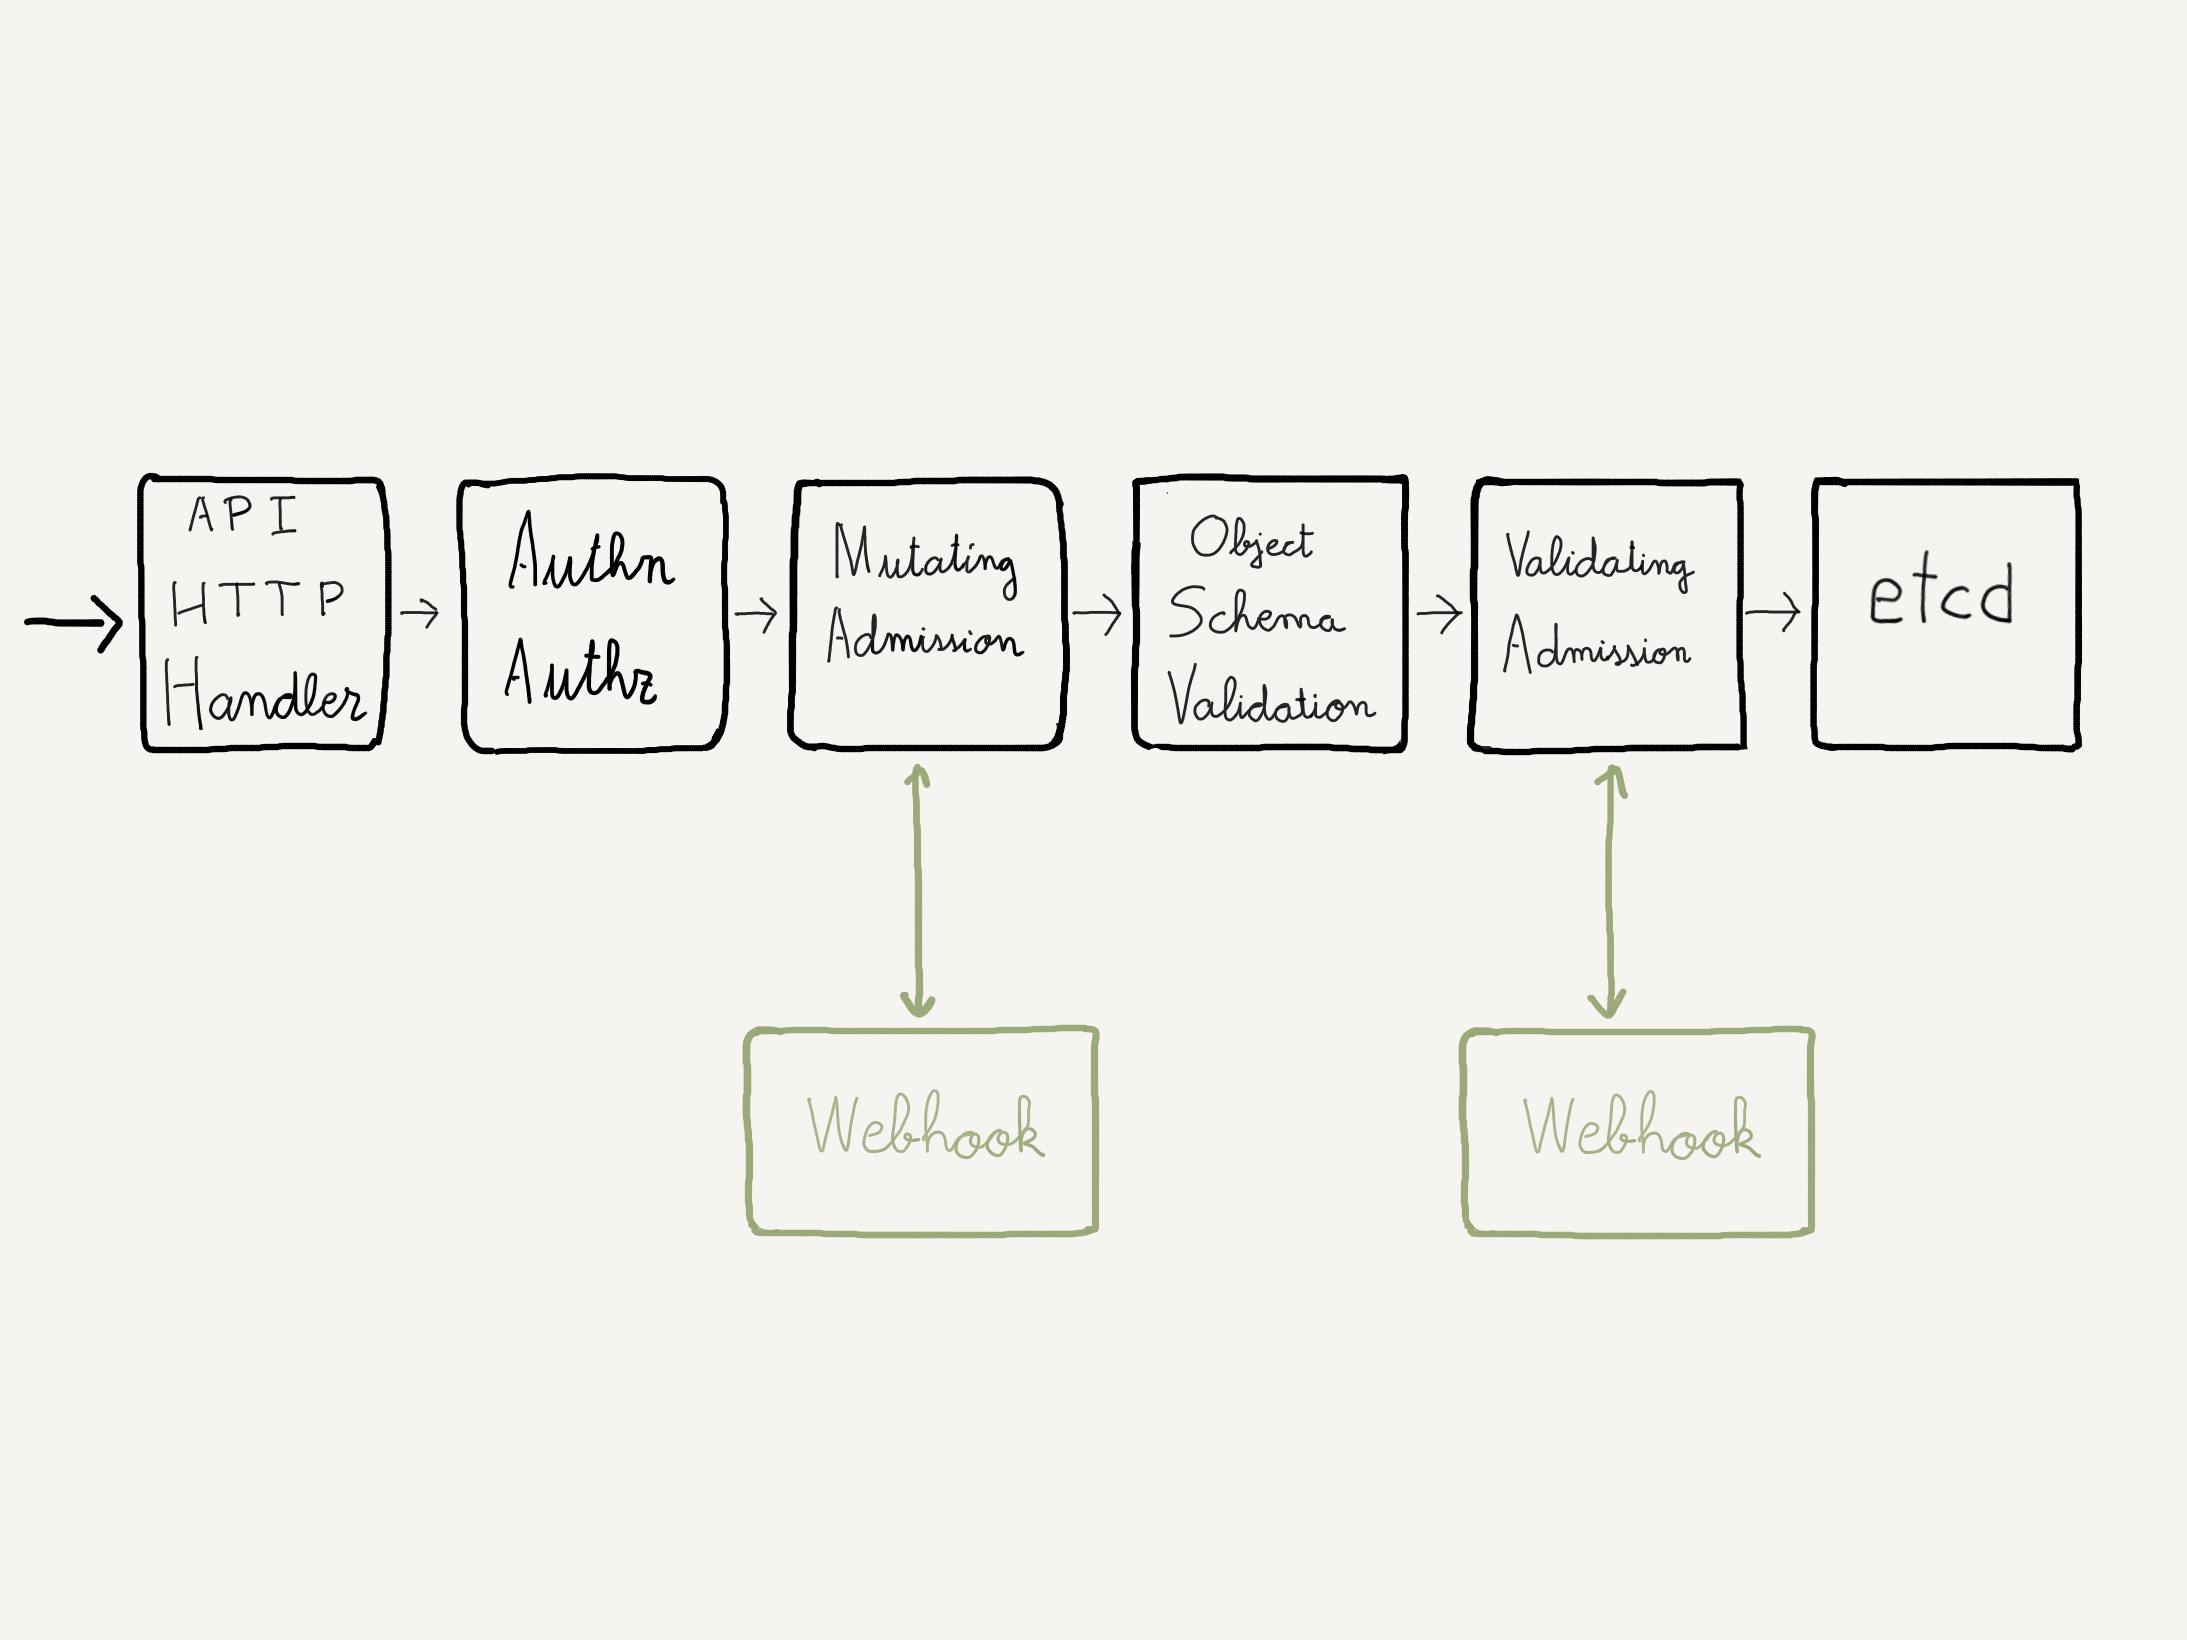 API
HTTP
Handler
Authn
Authz
Mutating
Admission
Object
Schema
Validation
Validating
Admission
etcd
Webhook
Webhook